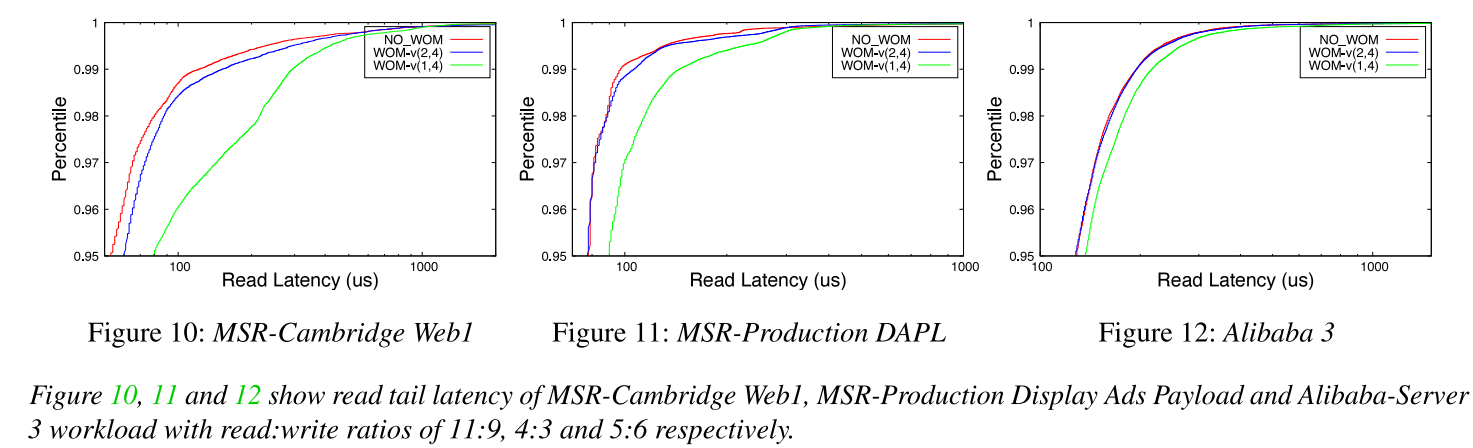 1
0.99
0.98
0.97
0.96
0.95
Percentile
100
1000
Read Latency (us)
NO_WOM
WOM-v(2,4)
WOM-v(1,4)
1
0.99
0.98
0.97
0.96
0.95
Percentile
100
1000
Read Latency (us)
NO_WOM
WOM-v(2,4)
WOM-v(1,4)
1
0.99
0.98
0.97
0.96
0.95
Percentile
100
1000
Read Latency (us)
NO_WOM
WOM-v(2,4)
WOM-v(1,4)
Figure 10: MSR-Cambridge Web1
Figure 11: MSR-Production DAPL
Figure 12: Alibaba 3
Figure 10, 11 and 12 show read tail latency of MSR-Cambridge Web1, MSR-Production Display Ads Payload and Alibaba-Server
3 workload with read:write ratios of 11:9, 4:3 and 5:6 respectively.